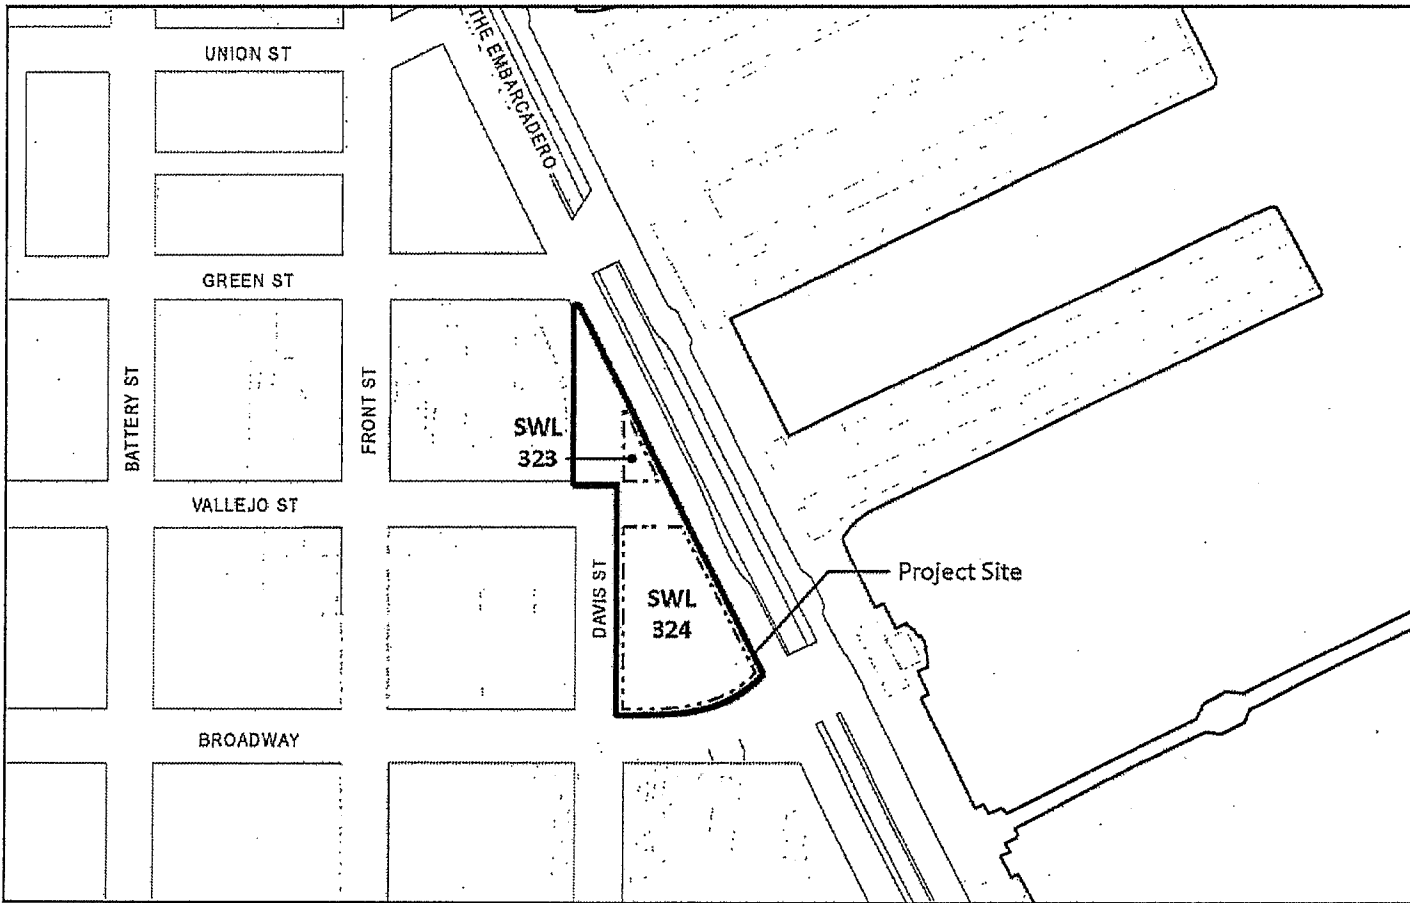 UNION ST
THE EMBARCADERO
GREEN ST
BATTERY ST
FRONT ST
SWL
323
VALLEJO ST
Project Site
DAVIS ST
SWL
324
BROADWAY